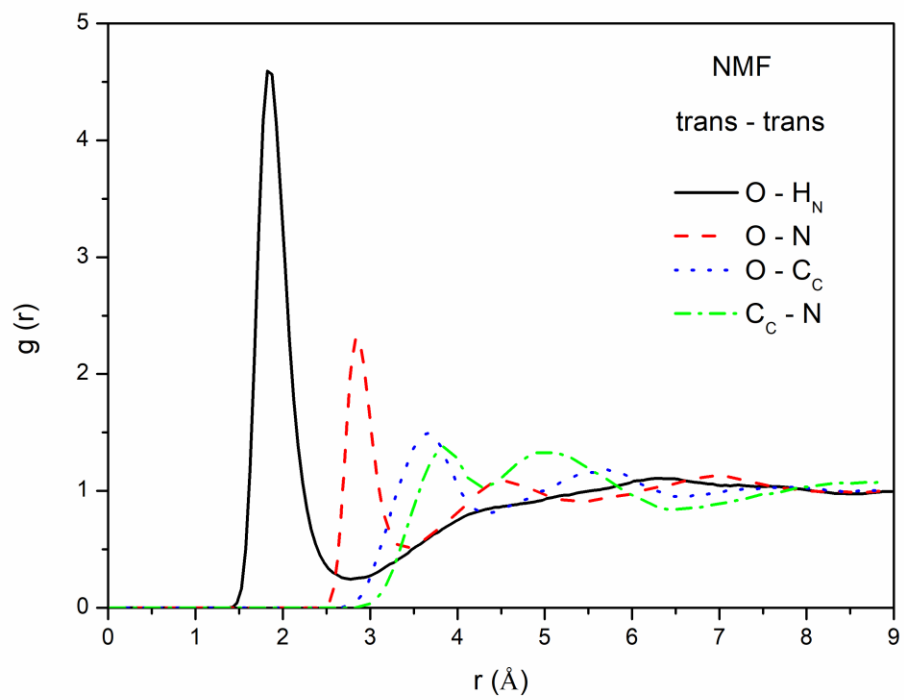 5
4
3
2
1
0
g (r)
NMF
trans - trans
O - H_N
O - N
O - C_C
C_C - N
0 1 2 3 4 5 6 7 8 9
r (Å)